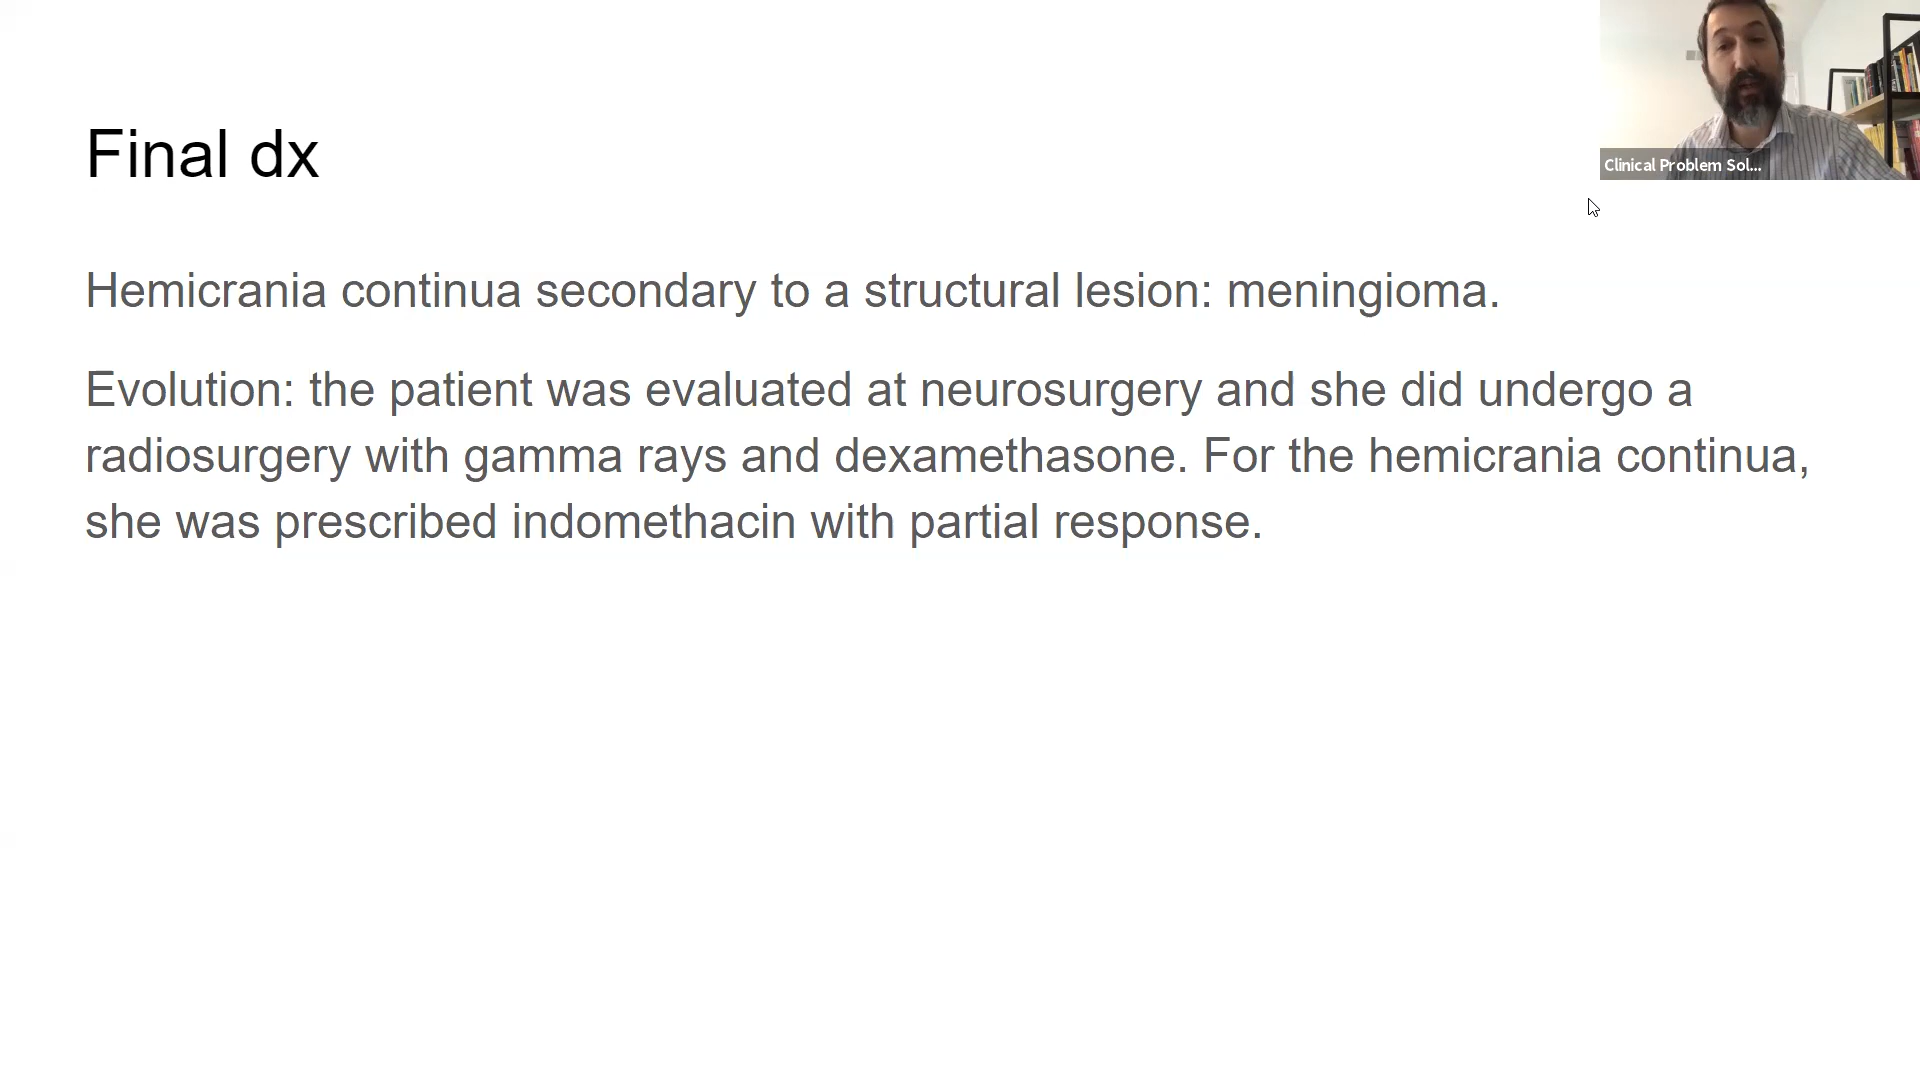 Clinical Problem Sol...
Final dx
Hemicrania continua secondary to a structural lesion: meningioma.
Evolution: the patient was evaluated at neurosurgery and she did undergo a
radiosurgery with gamma rays and dexamethasone. For the hemicrania continua,
she was prescribed indomethacin with partial response.